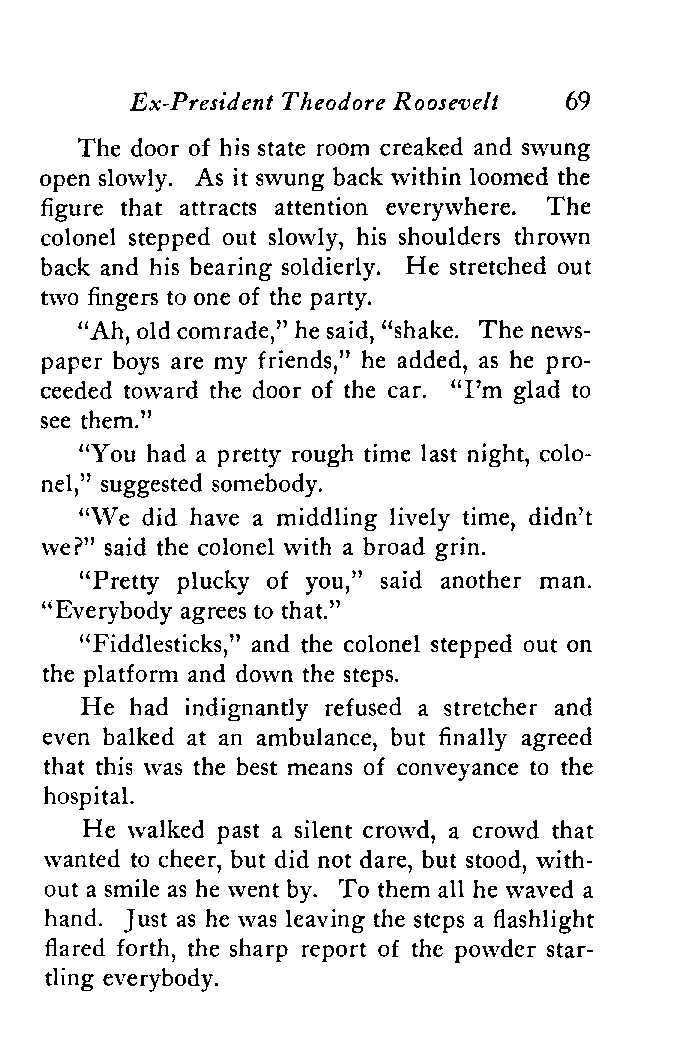 Ex-President Theodore Roosevelt 69
The door of his state room creaked and swung
open slowly. As it swung back within loomed the
figure that attracts attention everywhere. The
colonel stepped out slowly, his shoulders thrown
back and his bearing soldierly. He stretched out
two fingers to one of the party.
“Ah, old comrade,” he said, “shake. The news-
paper boys are my friends,” he added, as he pro-
ceeded toward the door of the car. “I’m glad to
see them.”
“You had a pretty rough time last night, colo-
nel,” suggested somebody.
“We did have a middling lively time, didn’t
we?” said the colonel with a broad grin.
“Pretty plucky of you,” said another man.
“Everybody agrees to that.”
“Fiddlesticks,” and the colonel stepped out on
the platform and down the steps.
He had indignantly refused a stretcher and
even balked at an ambulance, but finally agreed
that this was the best means of conveyance to the
hospital.
He walked past a silent crowd, a crowd that
wanted to cheer, but did not dare, but stood, with-
out a smile as he went by. To them all he waved a
hand. Just as he was leaving the steps a flashlight
flared forth, the sharp report of the powder star-
tling everybody.